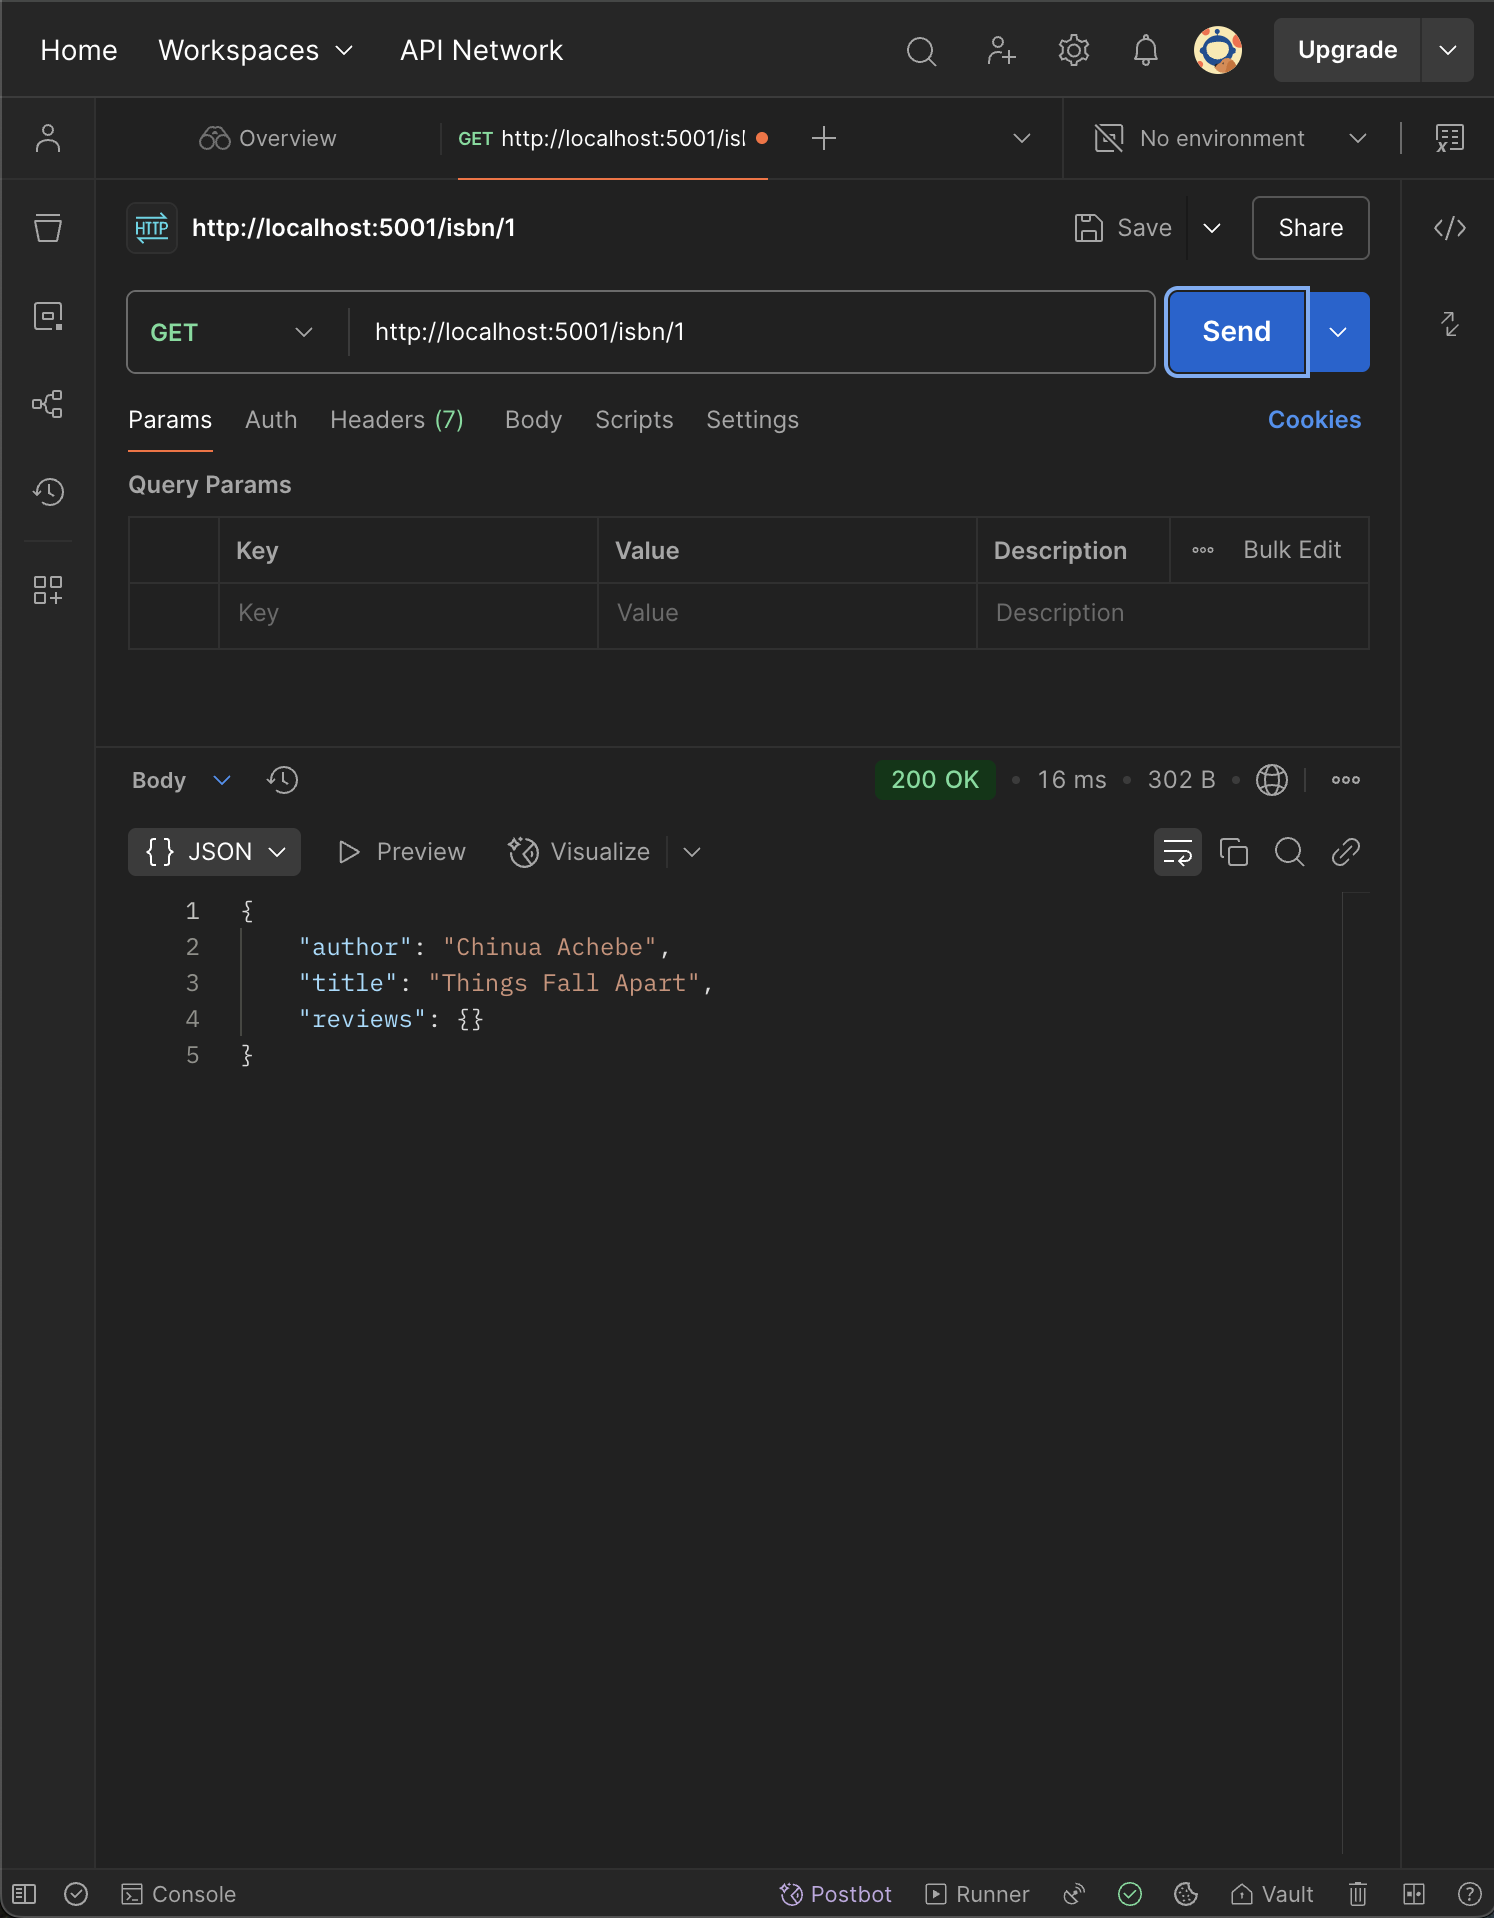 Home Workspaces API Network Upgrade
Overview GET http://localhost:5001/isl No environment
HTTP http://localhost:5001/isbn/1 Save Share
GET http://localhost:5001/isbn/1 Send
Params Auth Headers (7) Body Scripts Settings Cookies
Query Params
Key Value Description Bulk Edit
Key Value Description
Body 200 OK 16 ms 302 B
{} JSON Preview Visualize
1 {
2 "author": "Chinua Achebe",
3 "title": "Things Fall Apart",
4 "reviews": {}
5 }
Console Postbot Runner Vault